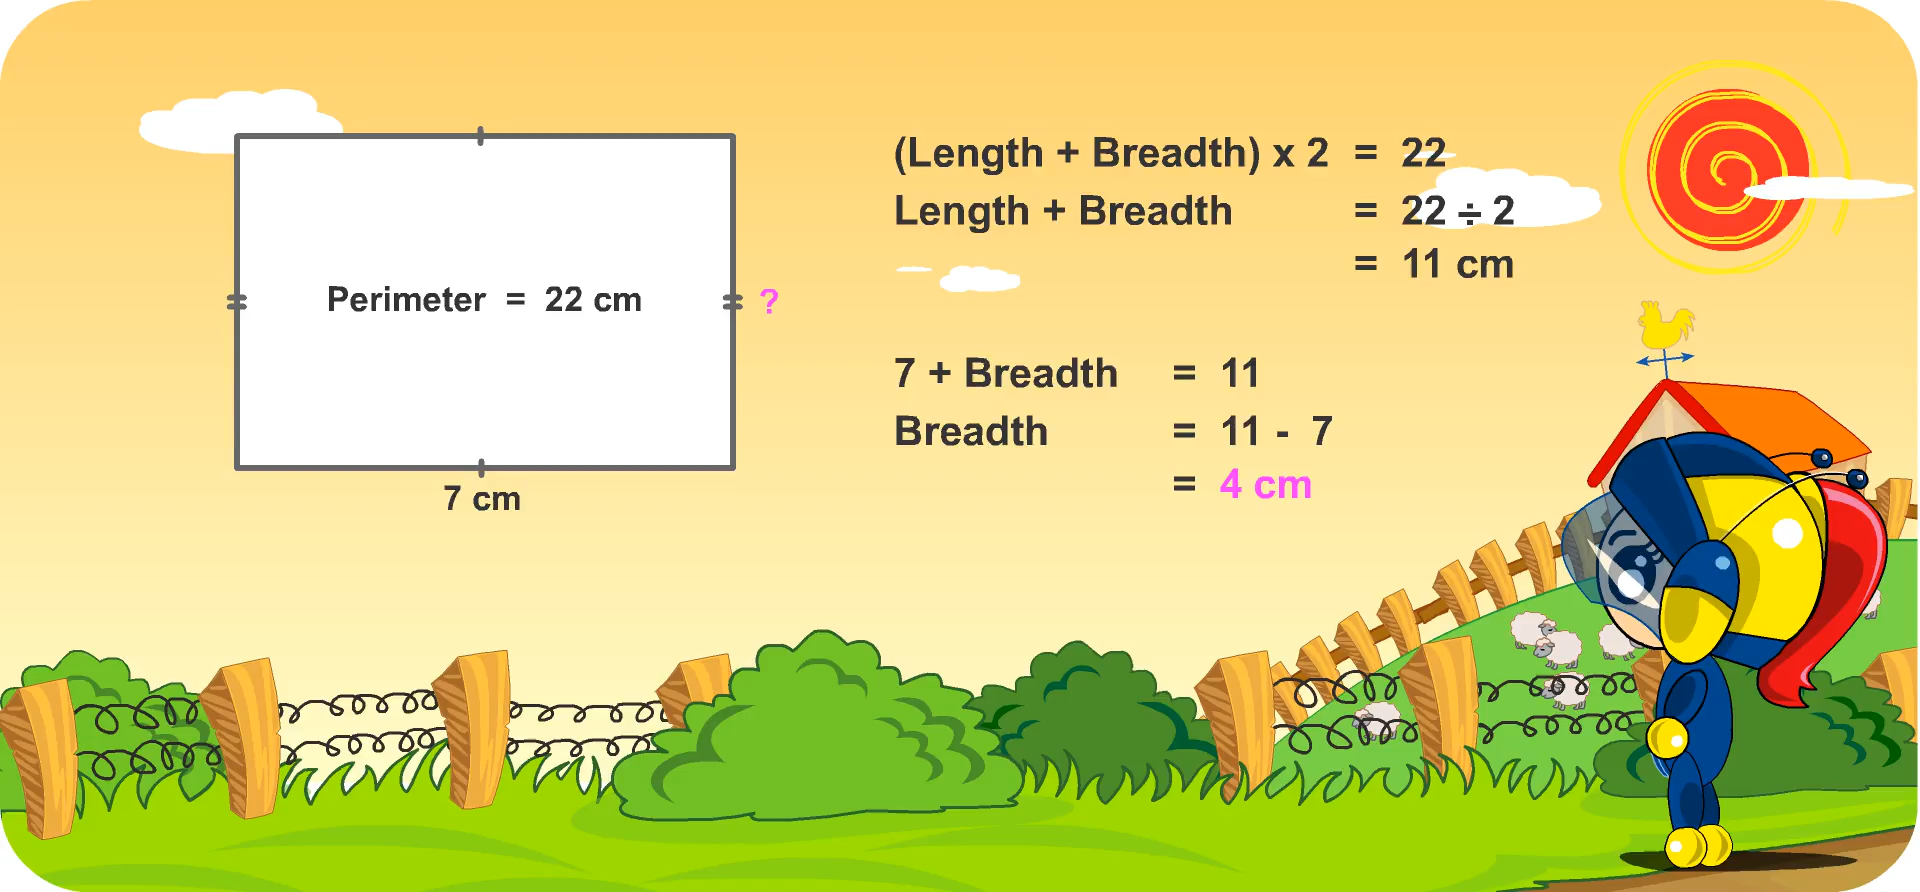 Perimeter = 22 cm
?
7 cm
(Length + Breadth) x 2 = 22
Length + Breadth = 22 ÷ 2
= 11 cm
7 + Breadth = 11
Breadth = 11 - 7
= 4 cm